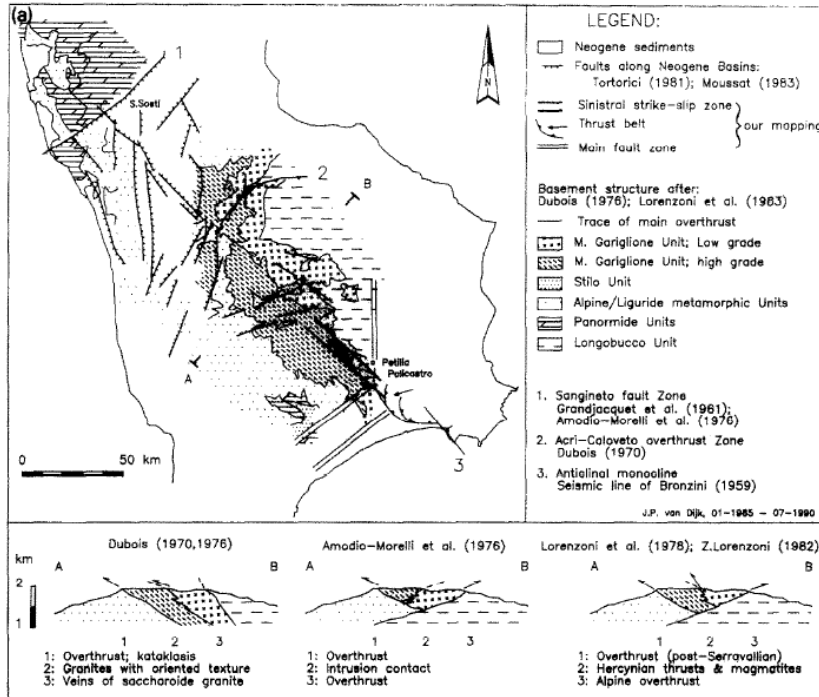 (a)
1
S.Sosti
2
B
N
A
Petilia
Policastro
3
0 50 km
LEGEND:
Neogene sediments
Faults along Neogene Basins:
Tortorici (1981); Moussat (1983)
Sinistral strike-slip zone
Thrust belt
our mapping
Main fault zone
Basement structure after:
Dubois (1976); Lorenzoni et al. (1983)
Trace of main overthrust
M. Gariglione Unit; Low grade
M. Gariglione Unit; high grade
Stilo Unit
Alpine/Liguride metamorphic Units
Panormide Units
Longobucco Unit
1. Sangineto fault Zone
Grandjacquet et al. (1961);
Amodio-Morelli et al. (1976)
2. Acri-Caloveto overthrust Zone
Dubois (1970)
3. Anticlinal monocline
Seismic line of Bronzini (1959)
J.P. van Dijk, 01-1985 - 07-1990
km
2
1
Dubois (1970,1976)
A B
1 2 3
1: Overthrust; kataklasis
2: Granites with oriented texture
3: Veins of saccharoide granite
Amodio-Morelli et al. (1976)
A B
1 2 3
1: Overthrust
2: Intrusion contact
3: Overthrust
Lorenzoni et al. (1978); Z.Lorenzoni (1982)
A B
1 2 3
1: Overthrust (post-Serravallian)
2: Hercynian thrusts & magmatites
3: Alpine overthrust